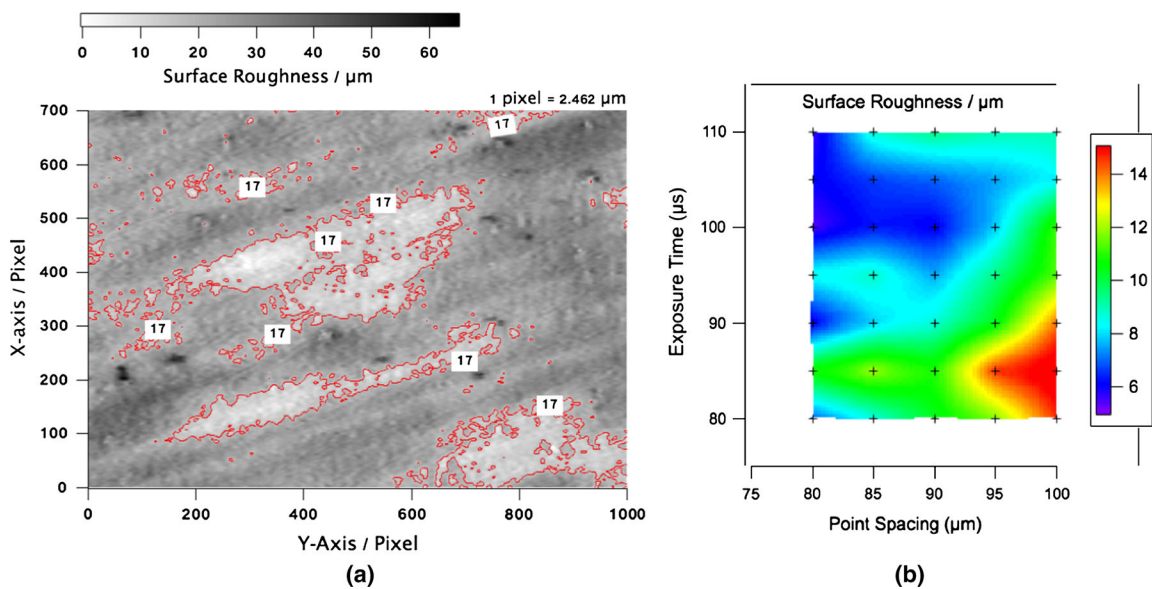 0 10 20 30 40 50 60
Surface Roughness / μm
1 pixel = 2.462 μm
700
600
500
400
300
200
100
0
X-axis / Pixel
17
17
17
17
17
17
17
17
0 200 400 600 800 1000
Y-Axis / Pixel
(a)
Surface Roughness / μm
110
100
90
80
Exposure Time (μs)
75 80 85 90 95 100
Point Spacing (μm)
14
12
10
8
6
(b)